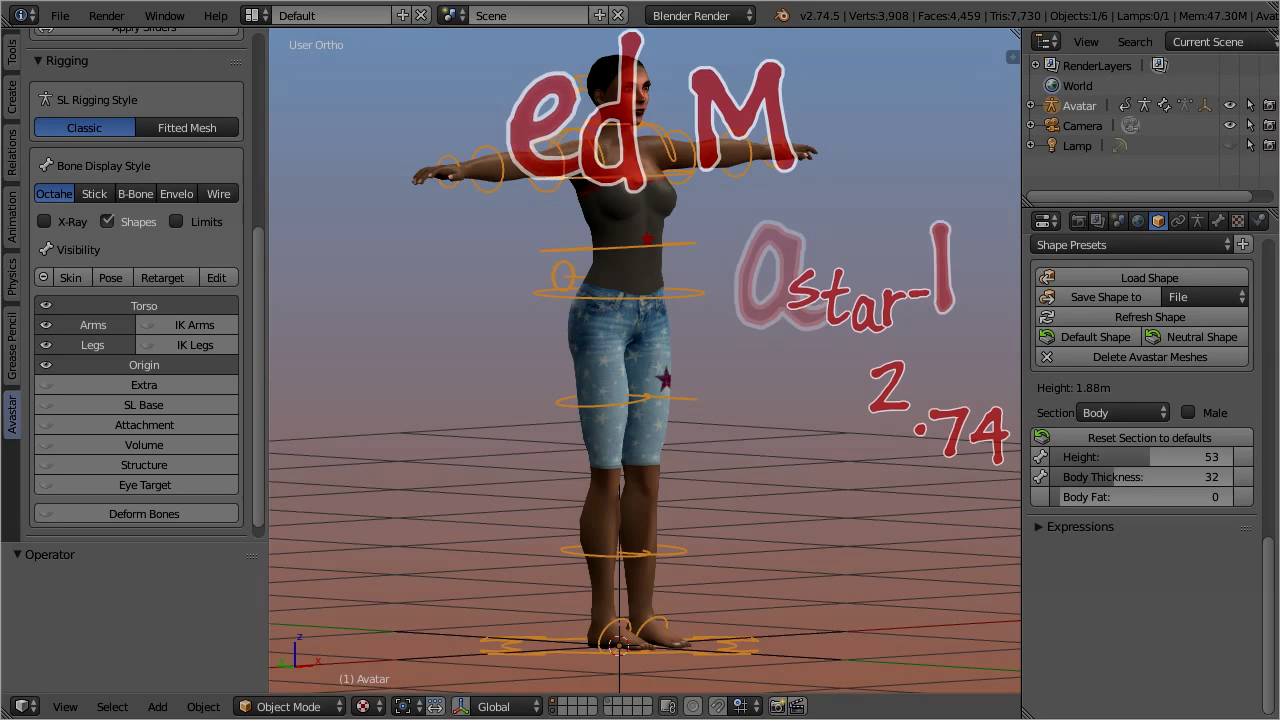 File Render Window Help Default Scene Blender Render v2.74.5 | Verts:3,908 | Faces:4,459 | Tris:7,730 | Objects:1/6 | Lamps:0/1 | Mem:47.30M |
Tools
Create
Relations
Animation
Physics
Grease Pencil
Avastar
Apply Sliders
Rigging
SL Rigging Style
Classic Fitted Mesh
Bone Display Style
Octahe Stick B-Bone Envelo Wire
X-Ray Shapes Limits
Visibility
Skin Pose Retarget Edit
Torso
Arms IK Arms
Legs IK Legs
Origin
Extra
SL Base
Attachment
Volume
Structure
Eye Target
Deform Bones
Operator
User Ortho
ed M
star-1
2
.74
z
x
(1) Avatar
View Select Add Object Object Mode Global
View Search Current Scene
RenderLayers |
World
Avatar |
Camera |
Lamp |
Shape Presets
Load Shape
Save Shape to File
Refresh Shape
Default Shape Neutral Shape
Delete Avastar Meshes
Height: 1.88m
Section Body Male
Reset Section to defaults
Height: 53
Body Thickness: 32
Body Fat: 0
Expressions